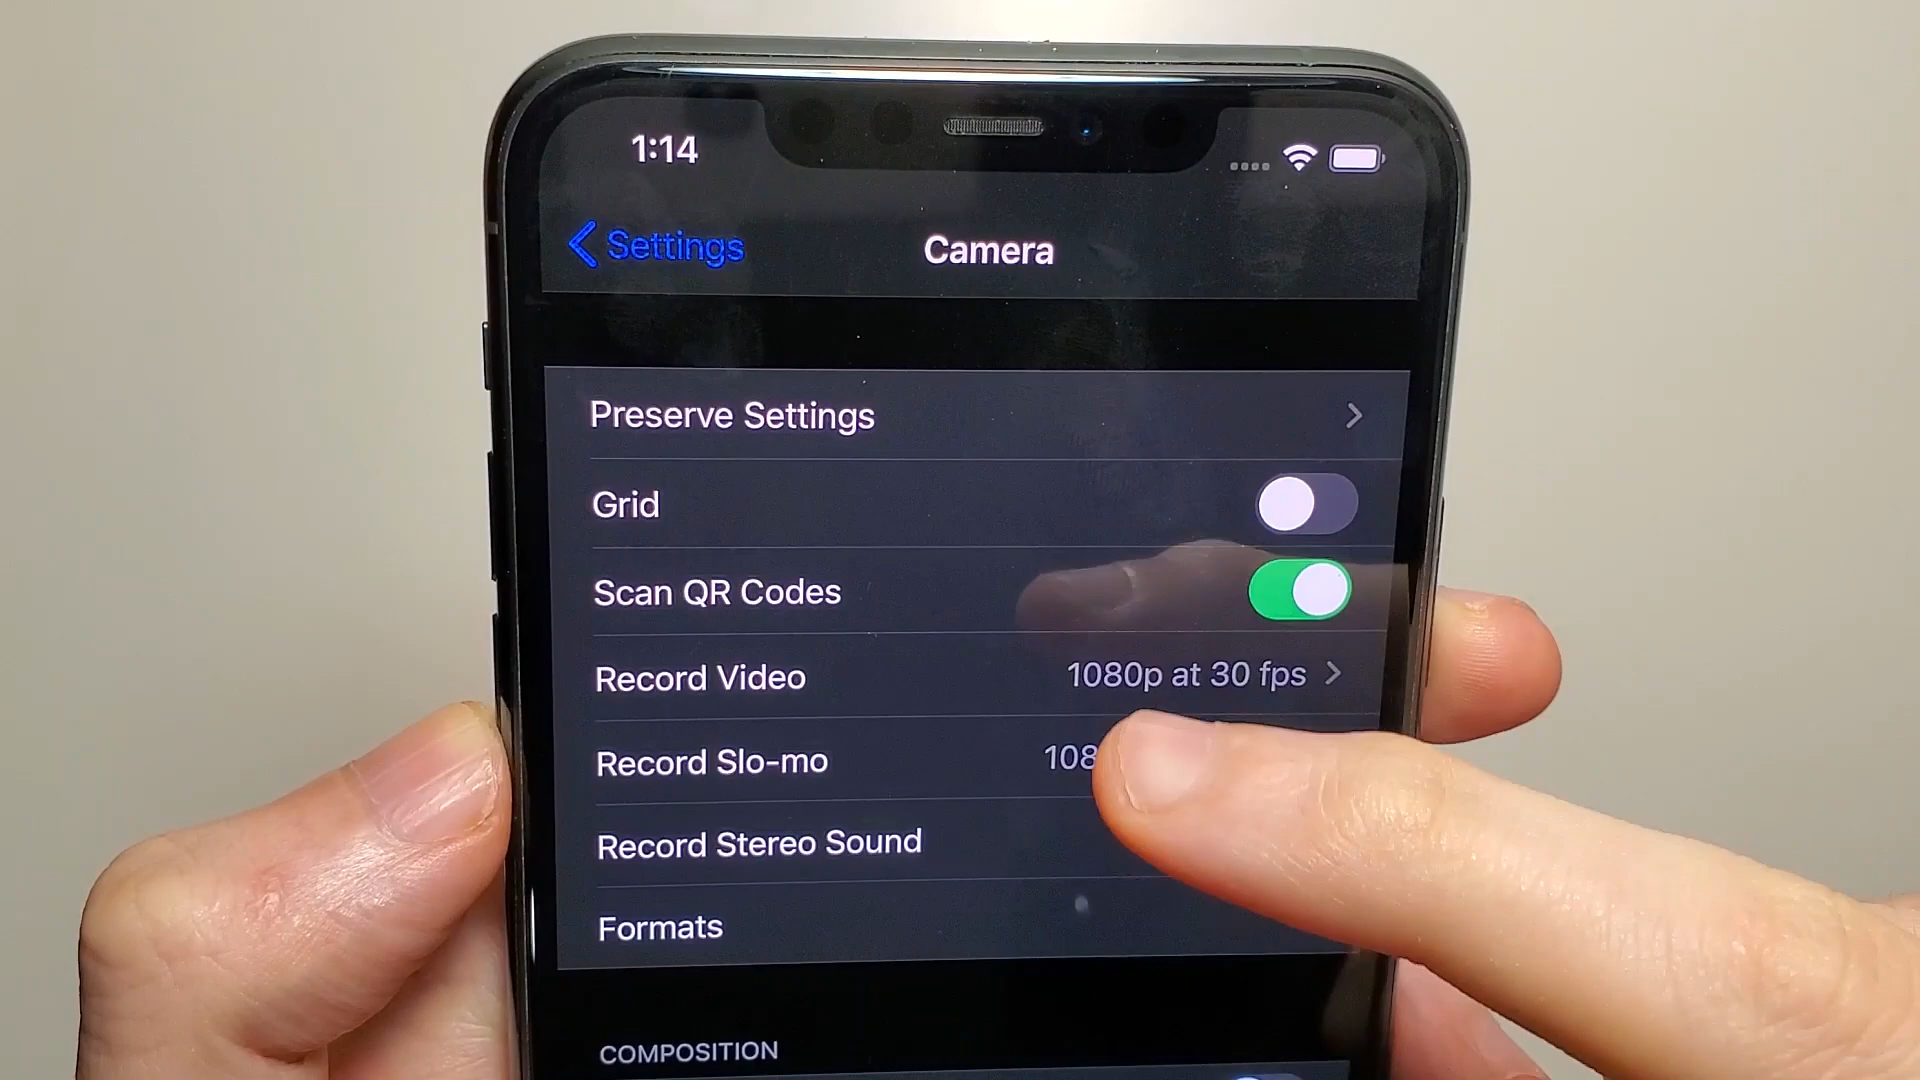 1:14
Settings
Camera
Preserve Settings
Grid
Scan QR Codes
Record Video 1080p at 30 fps
Record Slo-mo 108
Record Stereo Sound
Formats
COMPOSITION